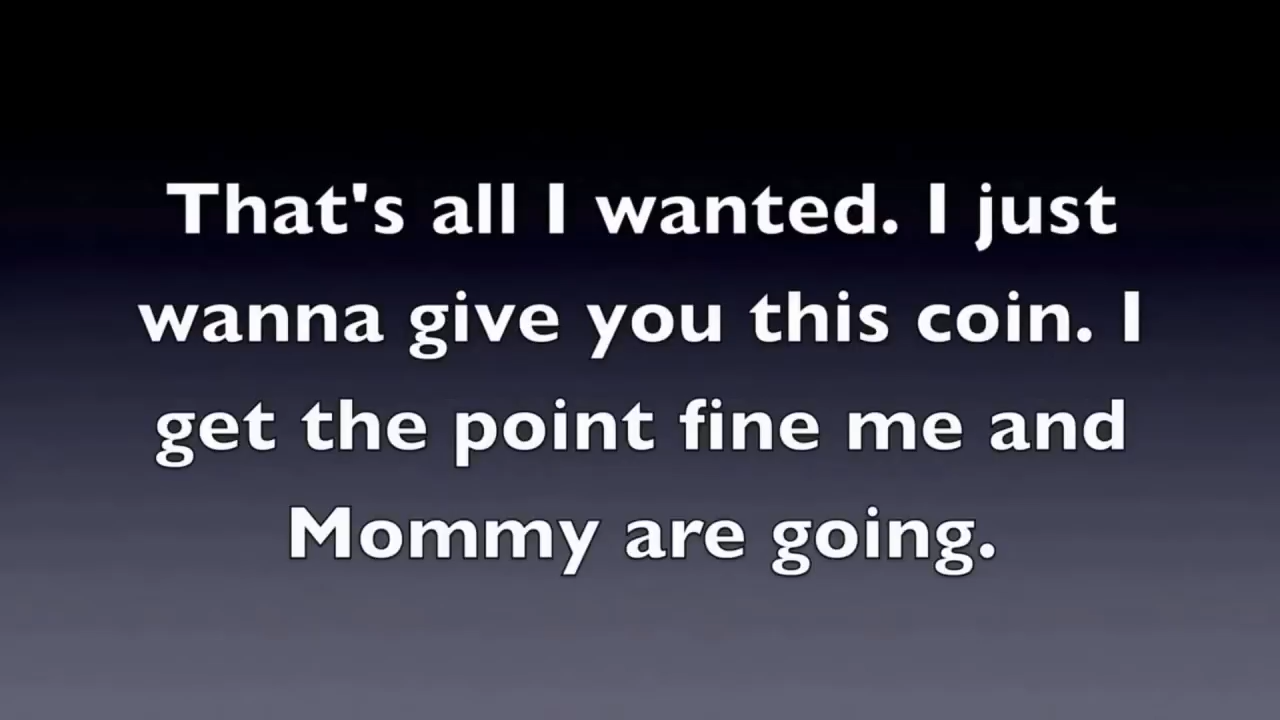 That's all I wanted. I just
wanna give you this coin. I
get the point fine me and
Mommy are going.